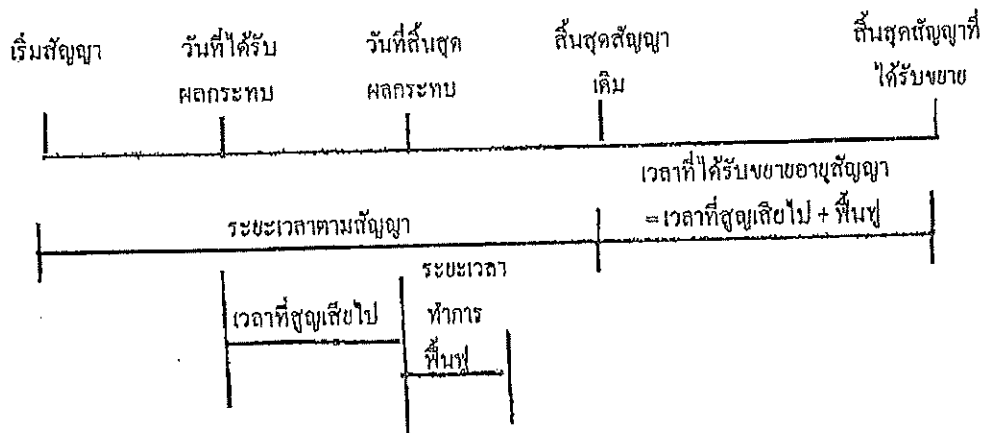 เริ่มสัญญา
วันที่ได้รับ
ผลกระทบ
วันที่สิ้นสุด
ผลกระทบ
สิ้นสุดสัญญา
เดิม
สิ้นสุดสัญญาที่
ได้รับขยาย
เวลาที่ได้รับขยายอายุสัญญา
=เวลาที่สูญเสียไป + ฟื้นฟู
ระยะเวลาตามสัญญา
เวลาที่สูญเสียไป
ระยะเวลา
ทำการ
ฟื้นฟู